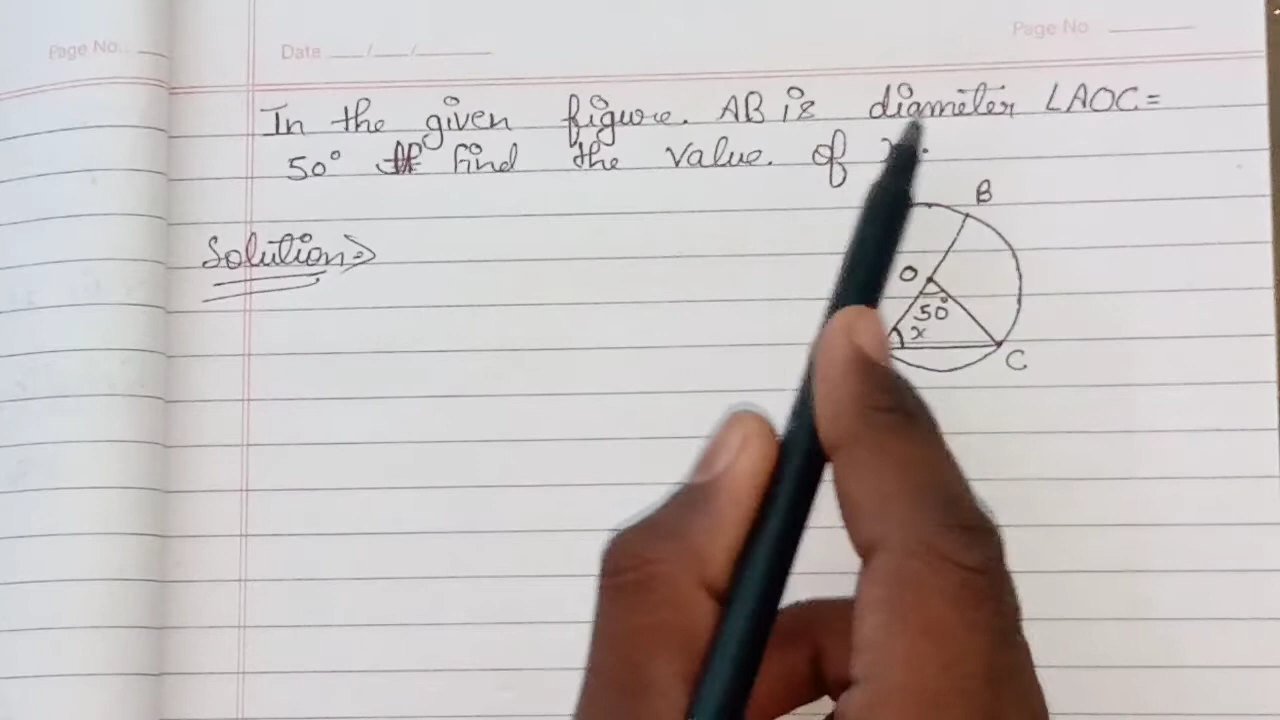 Page No.
Date
Page No
In the given figure. AB is diameter ∠AOC=
50° Find the value. of
Solution⇒
B
O
50°
x
C